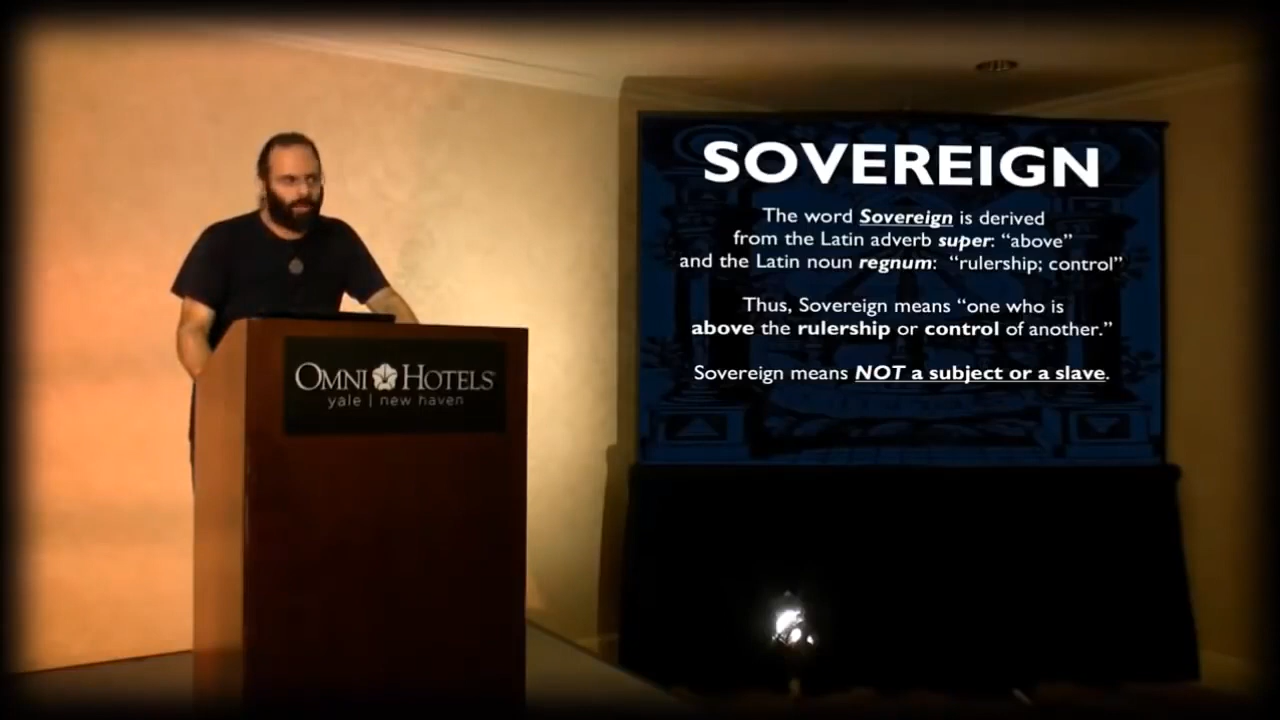 OMNI HOTELS
yale | new haven
SOVEREIGN
The word Sovereign is derived
from the Latin adverb super: “above”
and the Latin noun regnum: “rulership; control”
Thus, Sovereign means “one who is
above the rulership or control of another.”
Sovereign means NOT a subject or a slave.